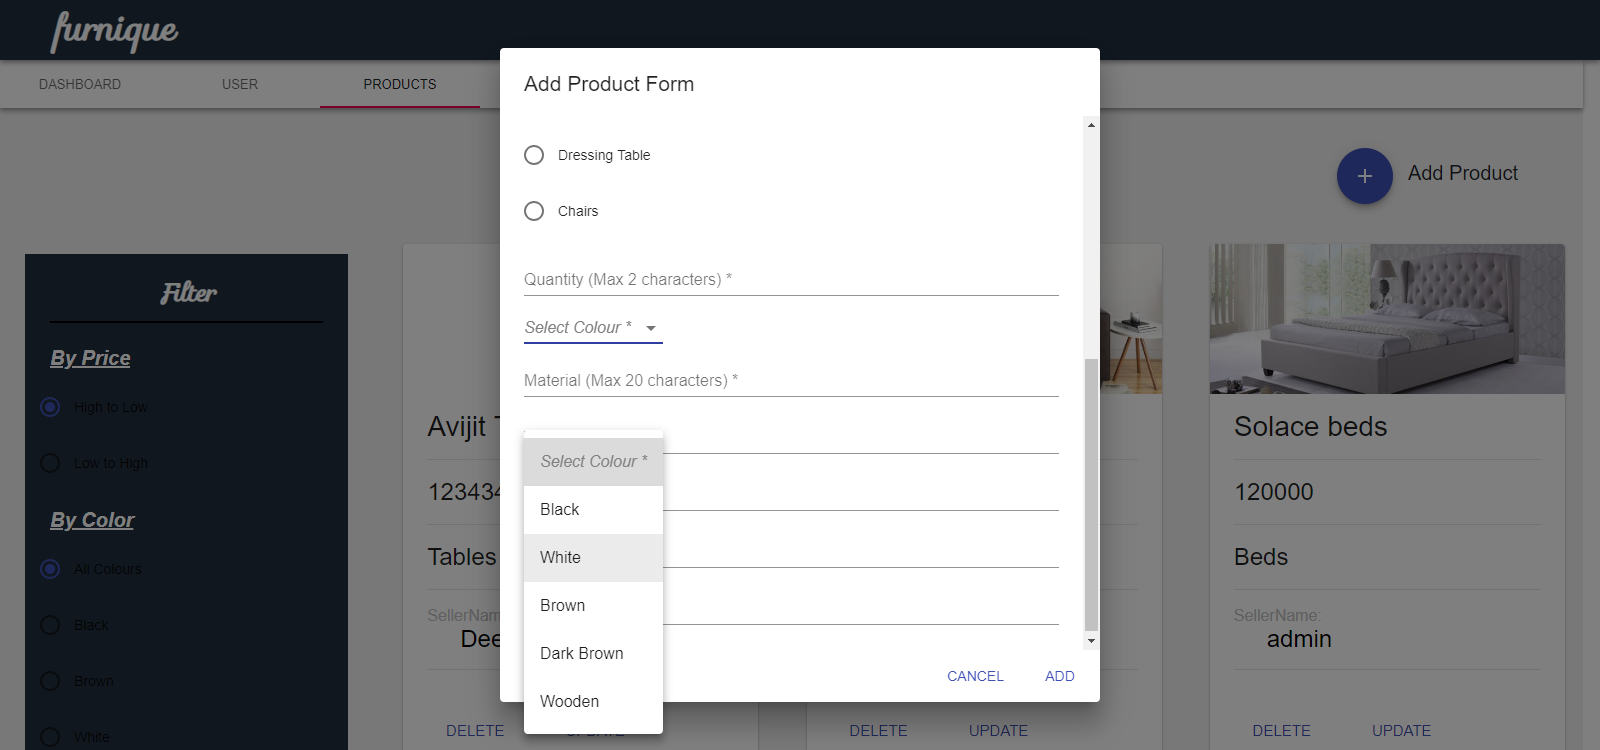 furnique
DASHBOARD
USER
PRODUCTS
Add Product Form
Dressing Table
Chairs
Quantity (Max 2 characters) *
Select Colour *
Material (Max 20 characters) *
Select Colour *
Black
White
Brown
Dark Brown
Wooden
CANCEL
ADD
Add Product
Filter
By Price
High to Low
Low to High
By Color
All Colours
Black
Brown
White
Avijit
Tables
DELETE
DELETE
UPDATE
Solace beds
120000
Beds
SellerName:
admin
DELETE
UPDATE